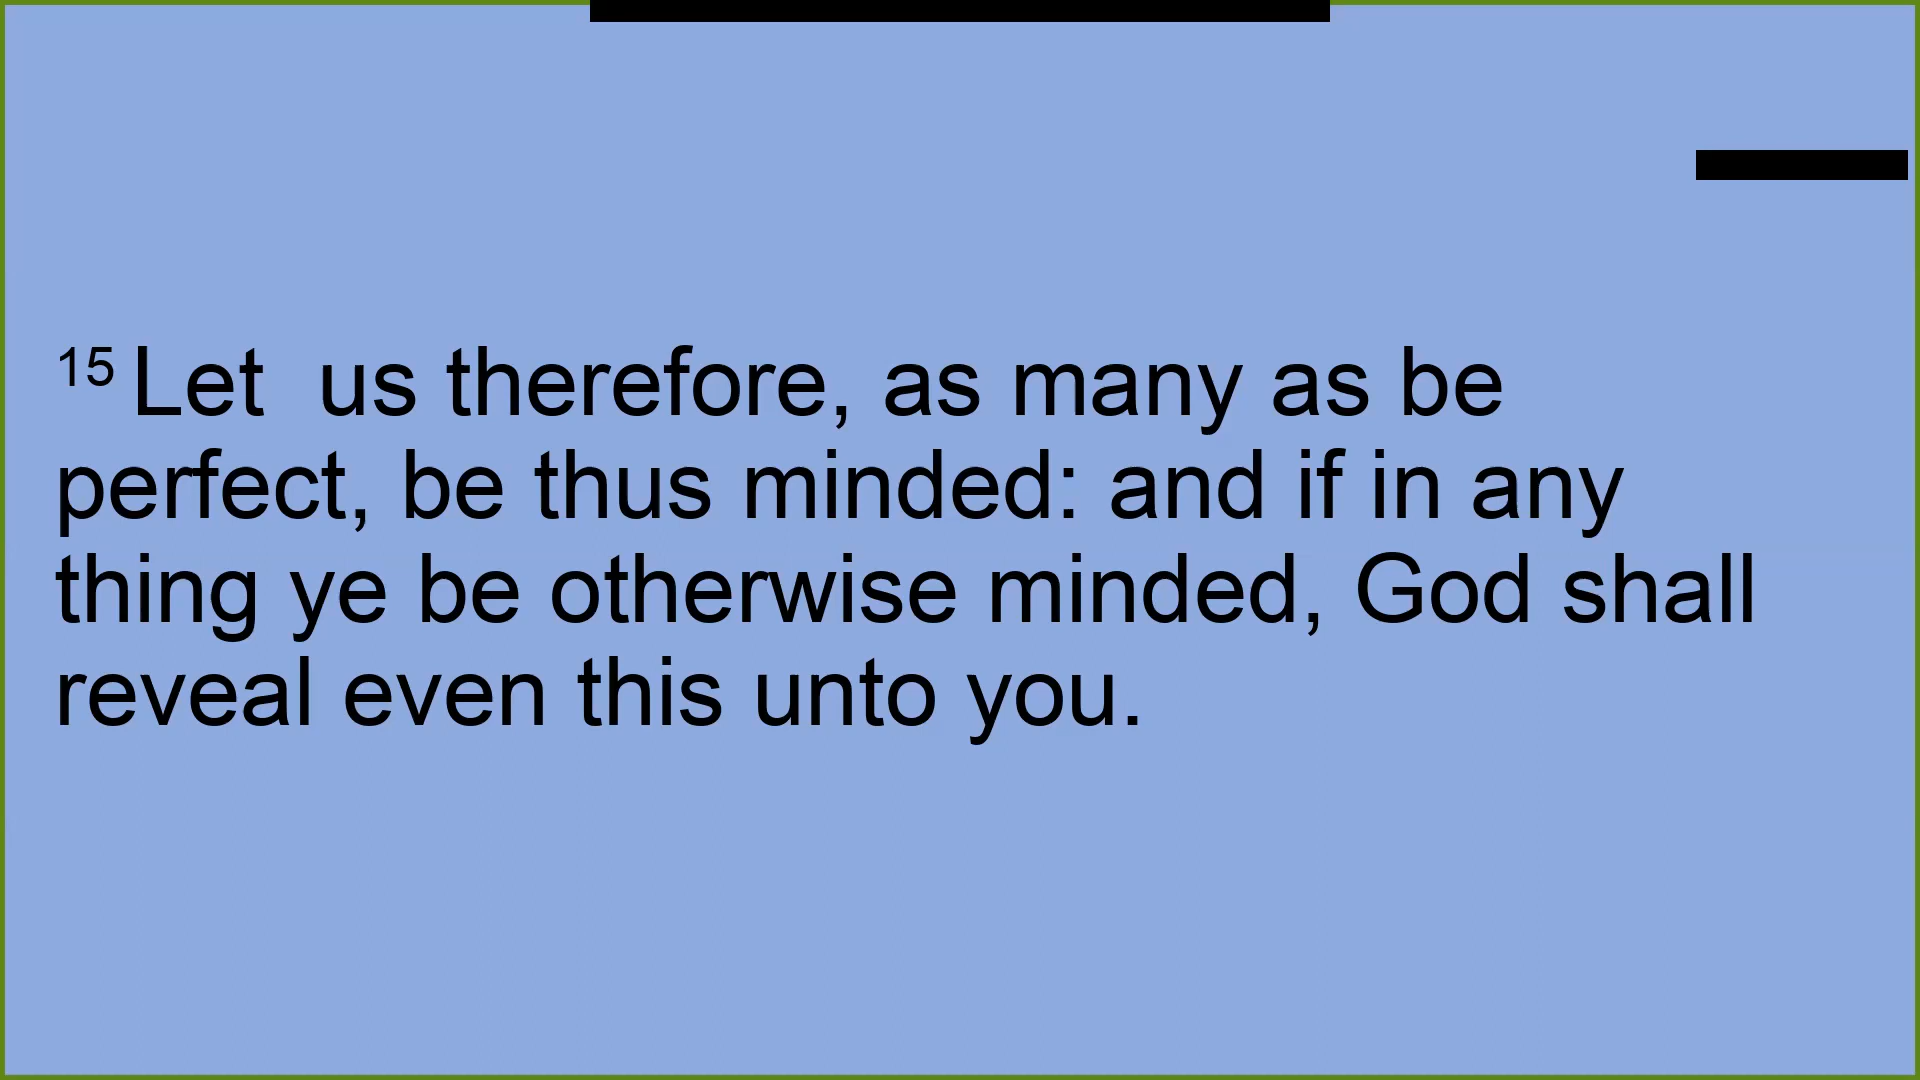 15 Let  us therefore, as many as be
perfect, be thus minded: and if in any
thing ye be otherwise minded, God shall
reveal even this unto you.